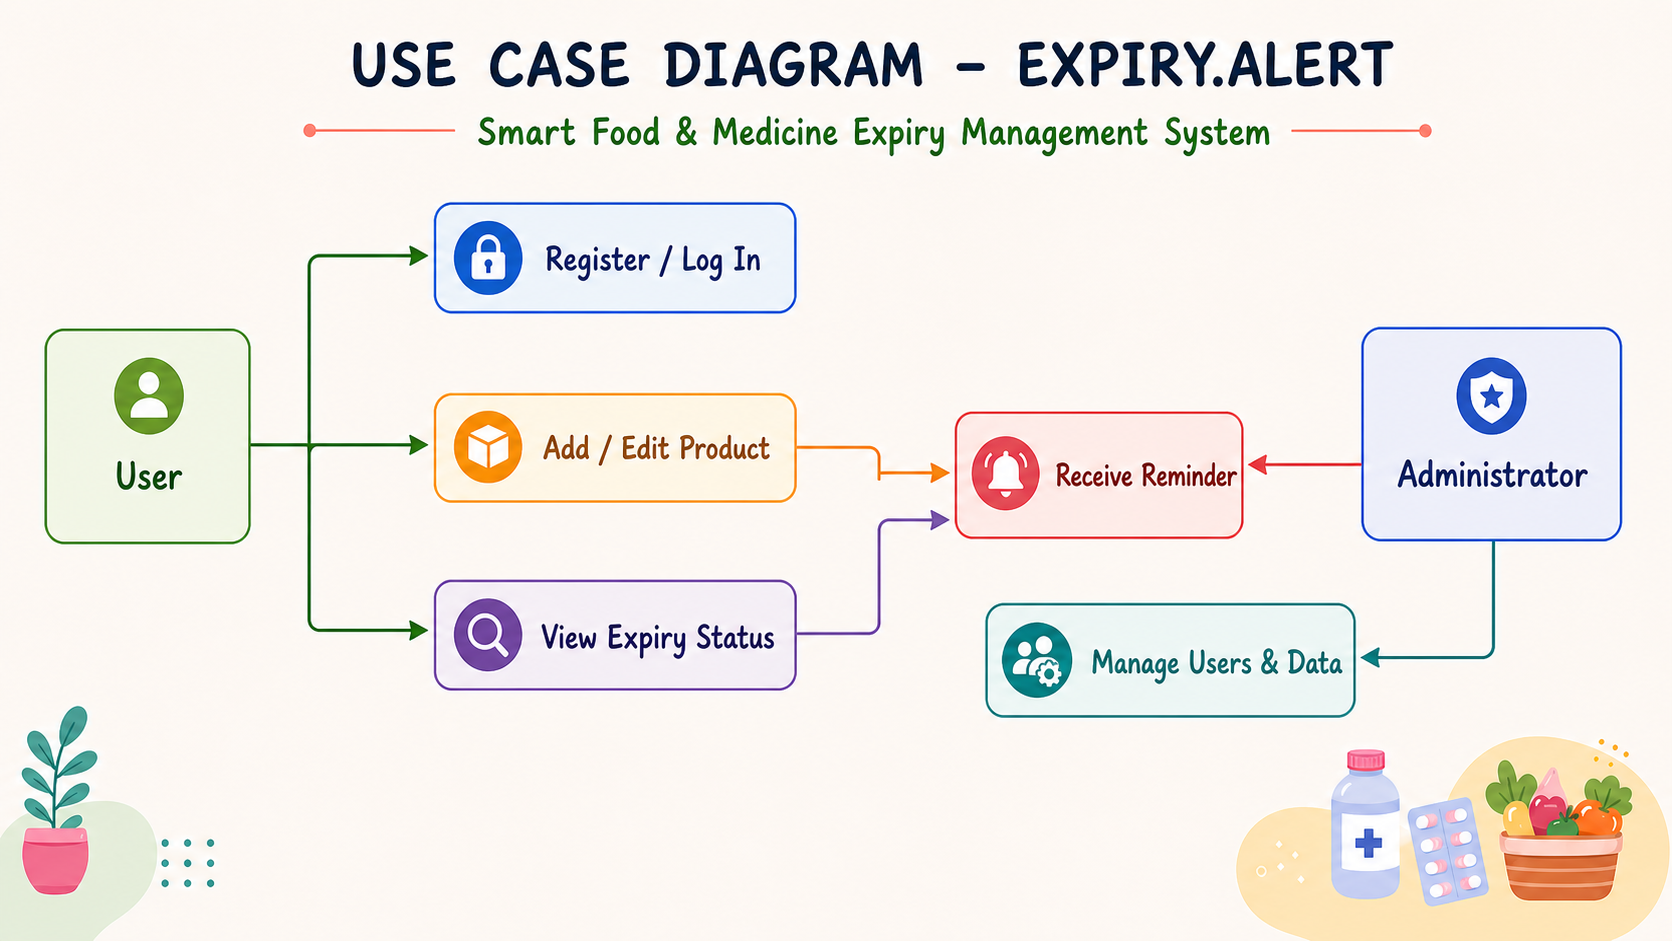 USE CASE DIAGRAM – EXPIRY.ALERT
Smart Food & Medicine Expiry Management System
Register / Log In
User
Add / Edit Product
Receive Reminder
Administrator
View Expiry Status
Manage Users & Data